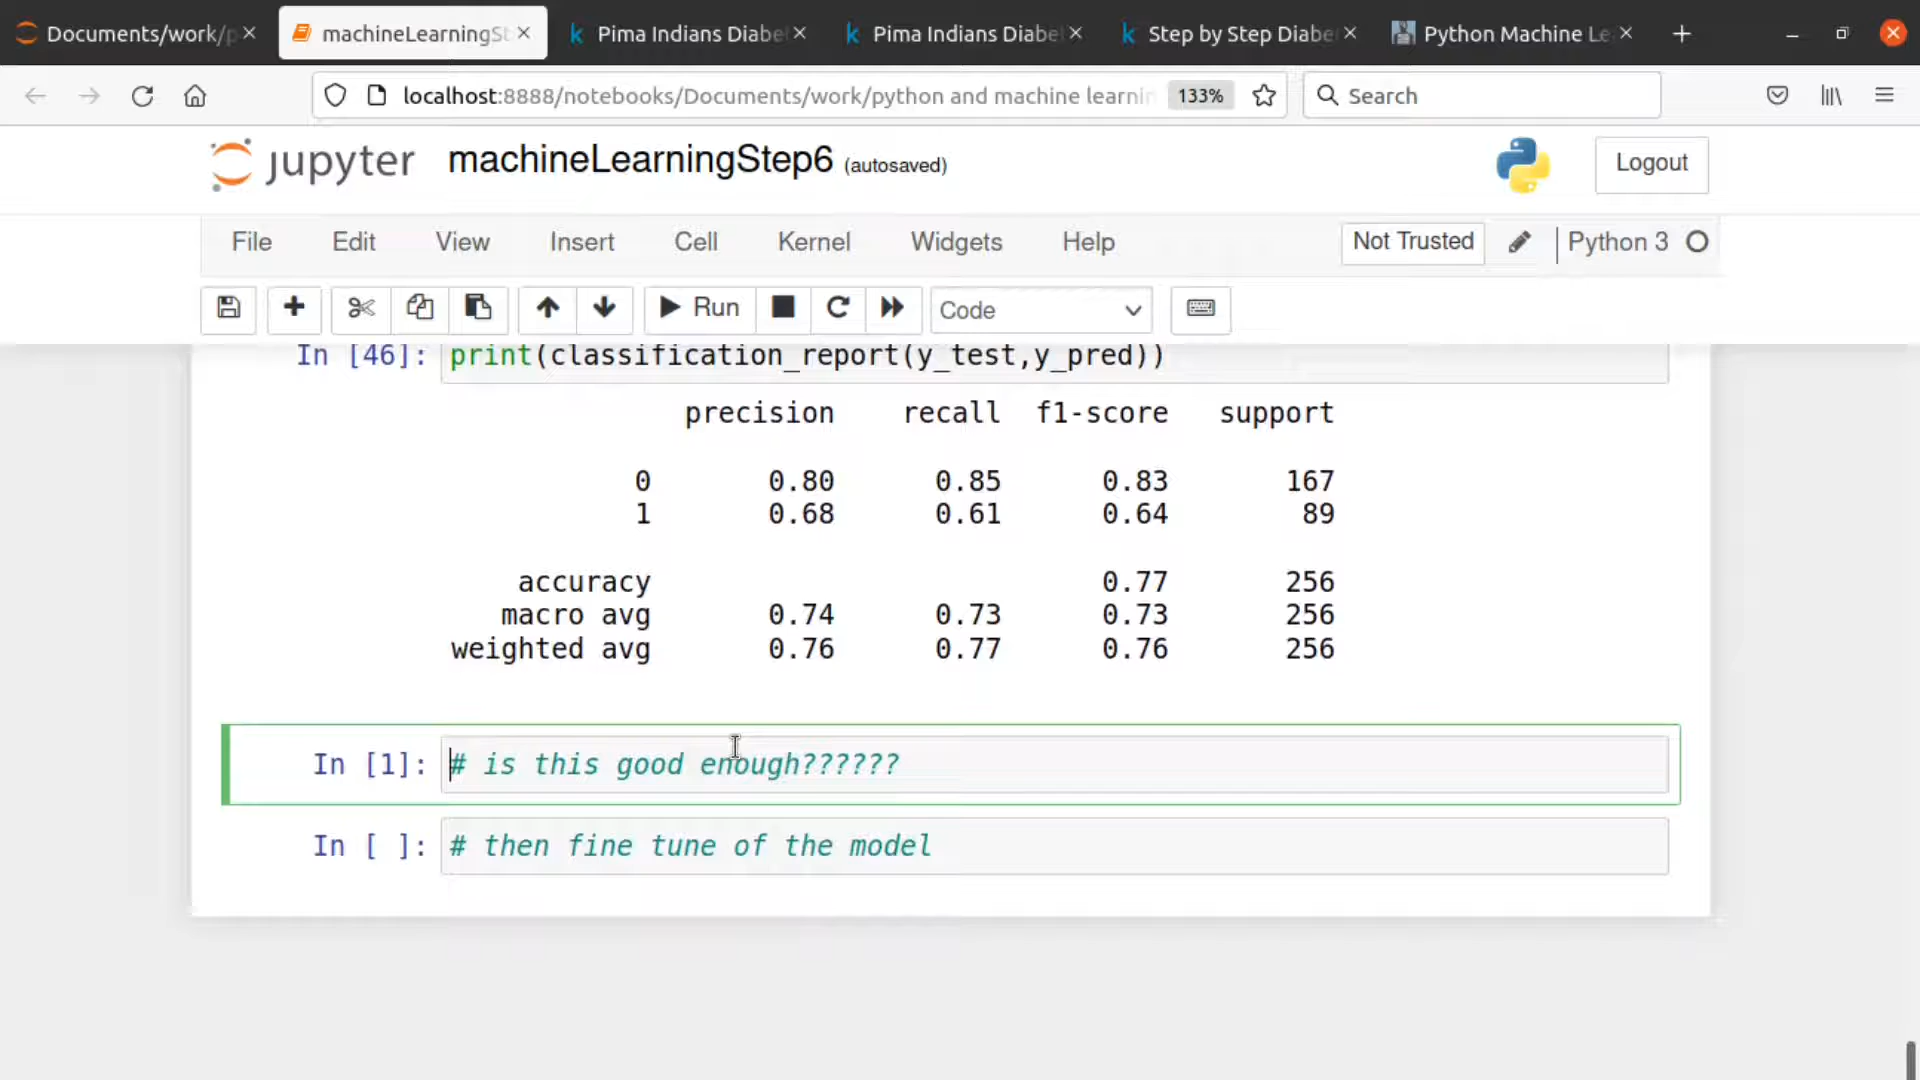 Documents/work/p
machineLearningSt
Pima Indians Diabe
Pima Indians Diabe
Step by Step Diabe
Python Machine Le
localhost:8888/notebooks/Documents/work/python and machine learnin
133%
Search
jupyter
machineLearningStep6 (autosaved)
Logout
File Edit View Insert Cell Kernel Widgets Help
Not Trusted
Python 3
Run
Code
In [46]: print(classification_report(y_test,y_pred))
precision recall f1-score support
0 0.80 0.85 0.83 167
1 0.68 0.61 0.64 89
accuracy 0.77 256
macro avg 0.74 0.73 0.73 256
weighted avg 0.76 0.77 0.76 256
In [1]: # is this good enough??????
In [ ]: # then fine tune of the model